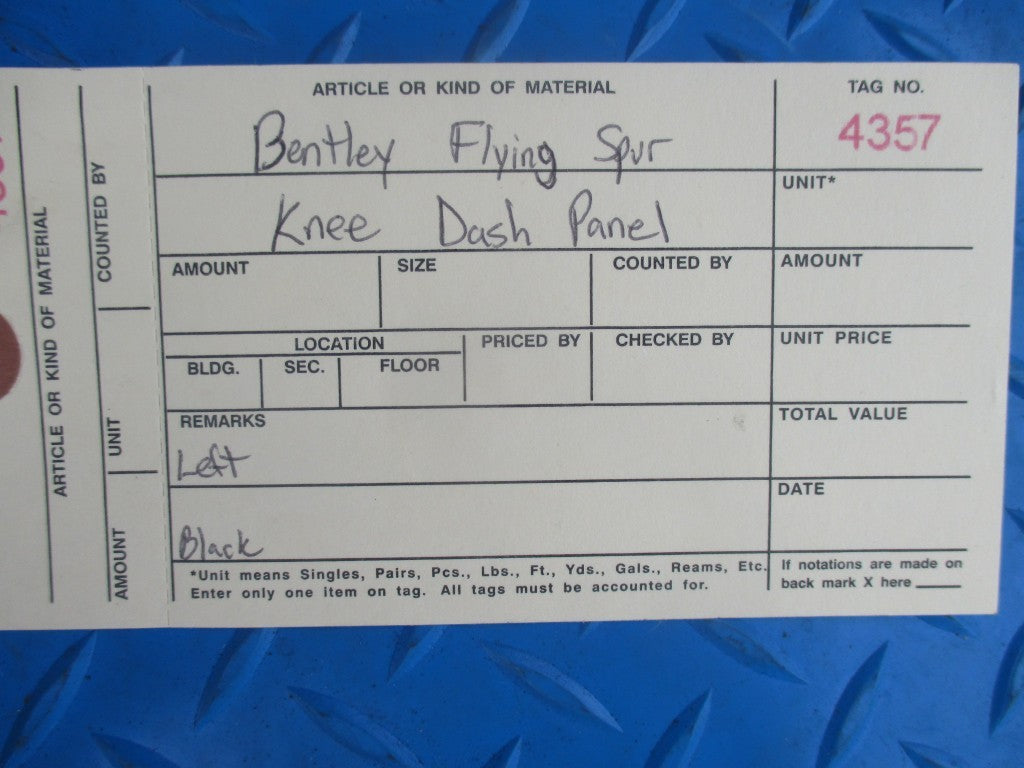 ARTICLE OR KIND OF MATERIAL
Bentley Flying Spur
Knee Dash Panel
TAG NO.
4357
UNIT*
AMOUNT
SIZE
COUNTED BY
AMOUNT
LOCATION
BLDG.
SEC.
FLOOR
PRICED BY
CHECKED BY
UNIT PRICE
REMARKS
Left
Black
TOTAL VALUE
DATE
*Unit means Singles, Pairs, Pcs., Lbs., Ft., Yds., Gals., Reams, Etc.
Enter only one item on tag. All tags must be accounted for.
If notations are made on
back mark X here
ARTICLE OR KIND OF MATERIAL
COUNTED BY
UNIT
AMOUNT